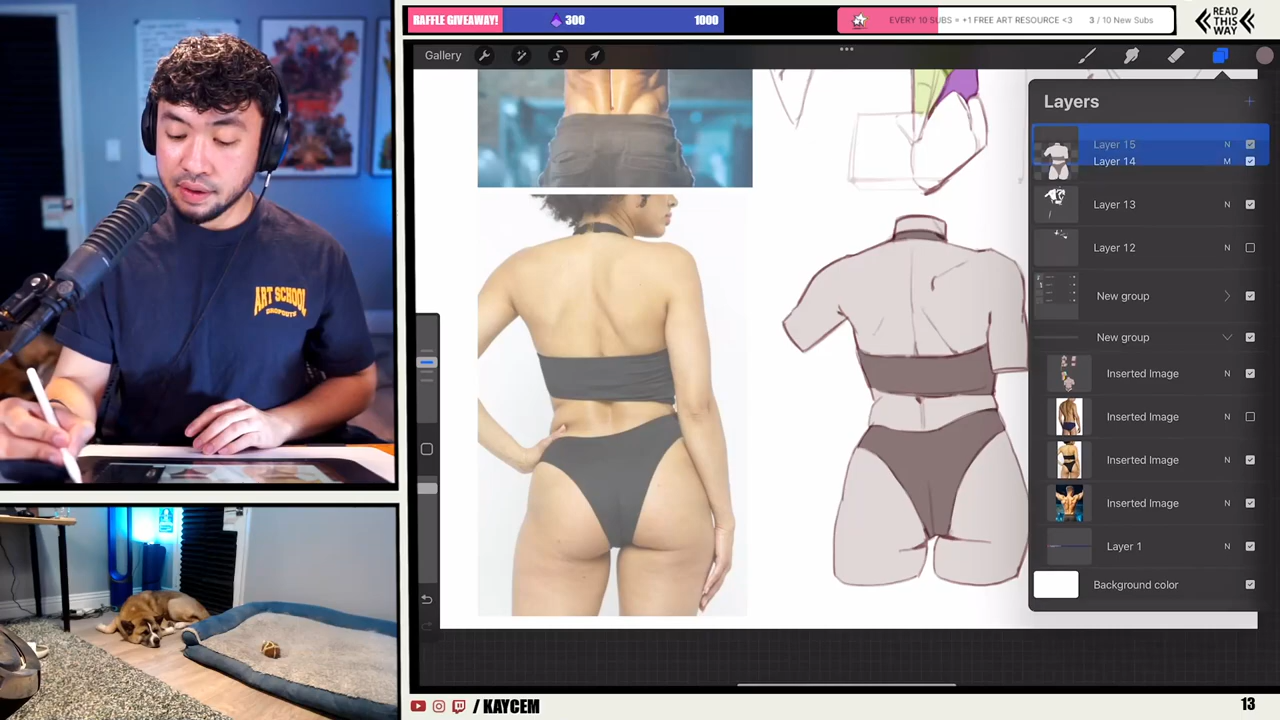 RAFFLE GIVEAWAY!
300
1000
EVERY 10 SUBS = +1 FREE ART RESOURCE <3
3 / 10 New Subs
READ
THIS
WAY
Gallery
Layers
Layer 15 N
Layer 14 M
Layer 13 N
Layer 12 N
New group
New group
Inserted Image N
Inserted Image N
Inserted Image N
Inserted Image N
Layer 1 N
Background color
ART SCHOOL
DROPOUTS
/ KAYCEM
13